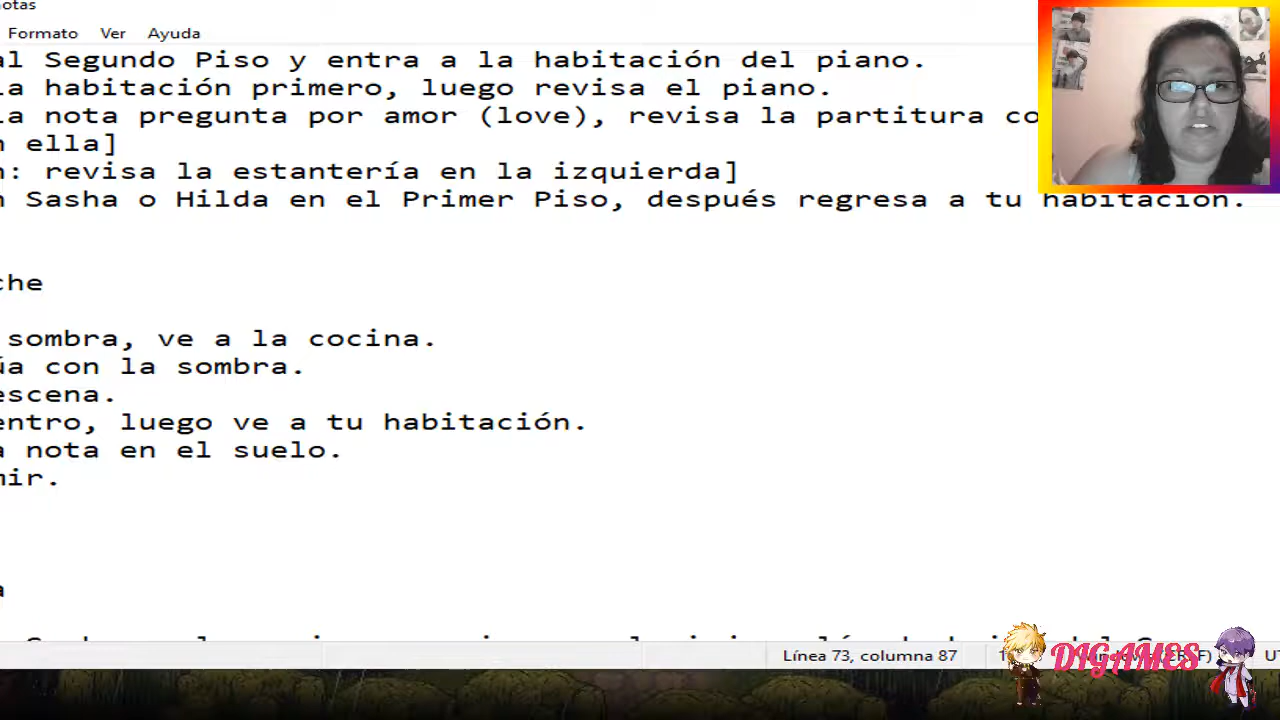 Formato Ver Ayuda
al Segundo Piso y entra a la habitación del piano.
la habitación primero, luego revisa el piano.
la nota pregunta por amor (love), revisa la partitura co
n ella]
n: revisa la estantería en la izquierda]
n Sasha o Hilda en el Primer Piso, después regresa a tu habitación.
che
sombra, ve a la cocina.
úa con la sombra.
escena.
entro, luego ve a tu habitación.
a nota en el suelo.
mir.
a
Línea 73, columna 87
DIGAMES